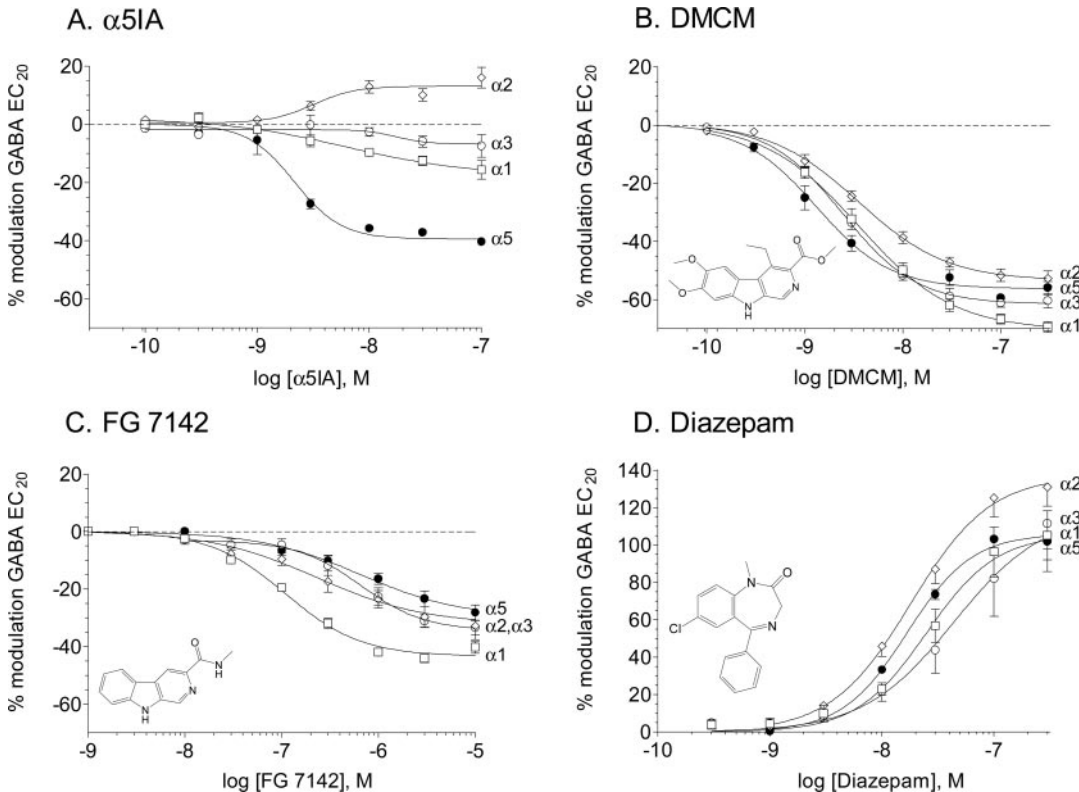 A. α5IA
% modulation GABA EC20
20
0
-20
-40
-60
α2
α3
α1
α5
-10
-9
-8
-7
log [α5IA], M
B. DMCM
% modulation GABA EC20
20
0
-20
-40
-60
O
O
O
O
N
N
H
α2
α5
α3
α1
-10
-9
-8
-7
log [DMCM], M
C. FG 7142
% modulation GABA EC20
20
0
-20
-40
-60
O
N
H
N
N
H
α5
α2,α3
α1
-9
-8
-7
-6
-5
log [FG 7142], M
D. Diazepam
% modulation GABA EC20
140
120
100
80
60
40
20
0
N
O
Cl
N
α2
α3
α1
α5
-10
-9
-8
-7
log [Diazepam], M